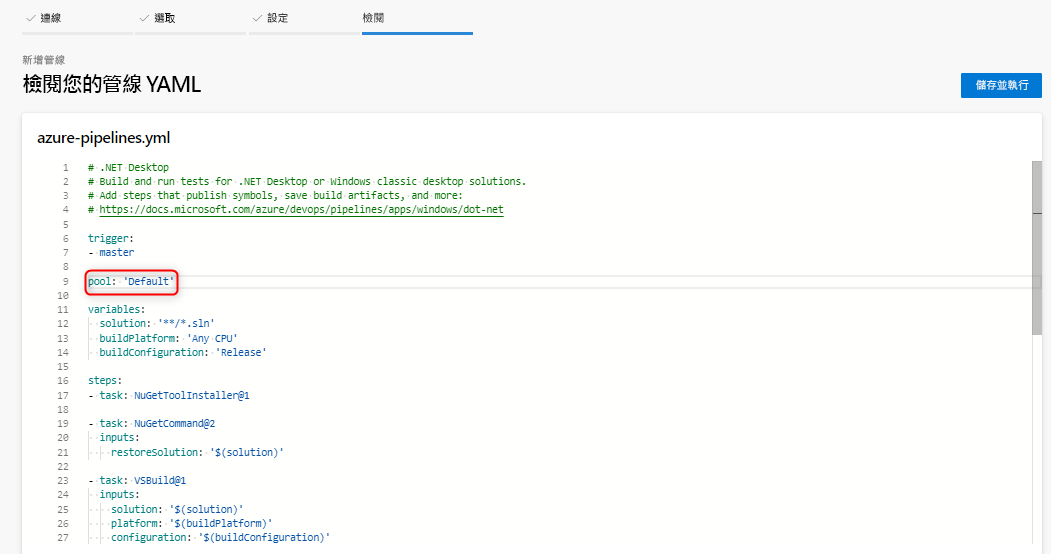 連線 選取 設定 檢閱
新增管線
檢閱您的管線 YAML
儲存並執行
azure-pipelines.yml
1 # .NET Desktop
2 # Build and run tests for .NET Desktop or Windows classic desktop solutions.
3 # Add steps that publish symbols, save build artifacts, and more:
4 # https://docs.microsoft.com/azure/devops/pipelines/apps/windows/dot-net
5
6 trigger:
7 - master
8
9 pool: 'Default'
10
11 variables:
12   solution: '**/*.sln'
13   buildPlatform: 'Any CPU'
14   buildConfiguration: 'Release'
15
16 steps:
17 - task: NuGetToolInstaller@1
18
19 - task: NuGetCommand@2
20   inputs:
21     restoreSolution: '$(solution)'
22
23 - task: VSBuild@1
24   inputs:
25     solution: '$(solution)'
26     platform: '$(buildPlatform)'
27     configuration: '$(buildConfiguration)'